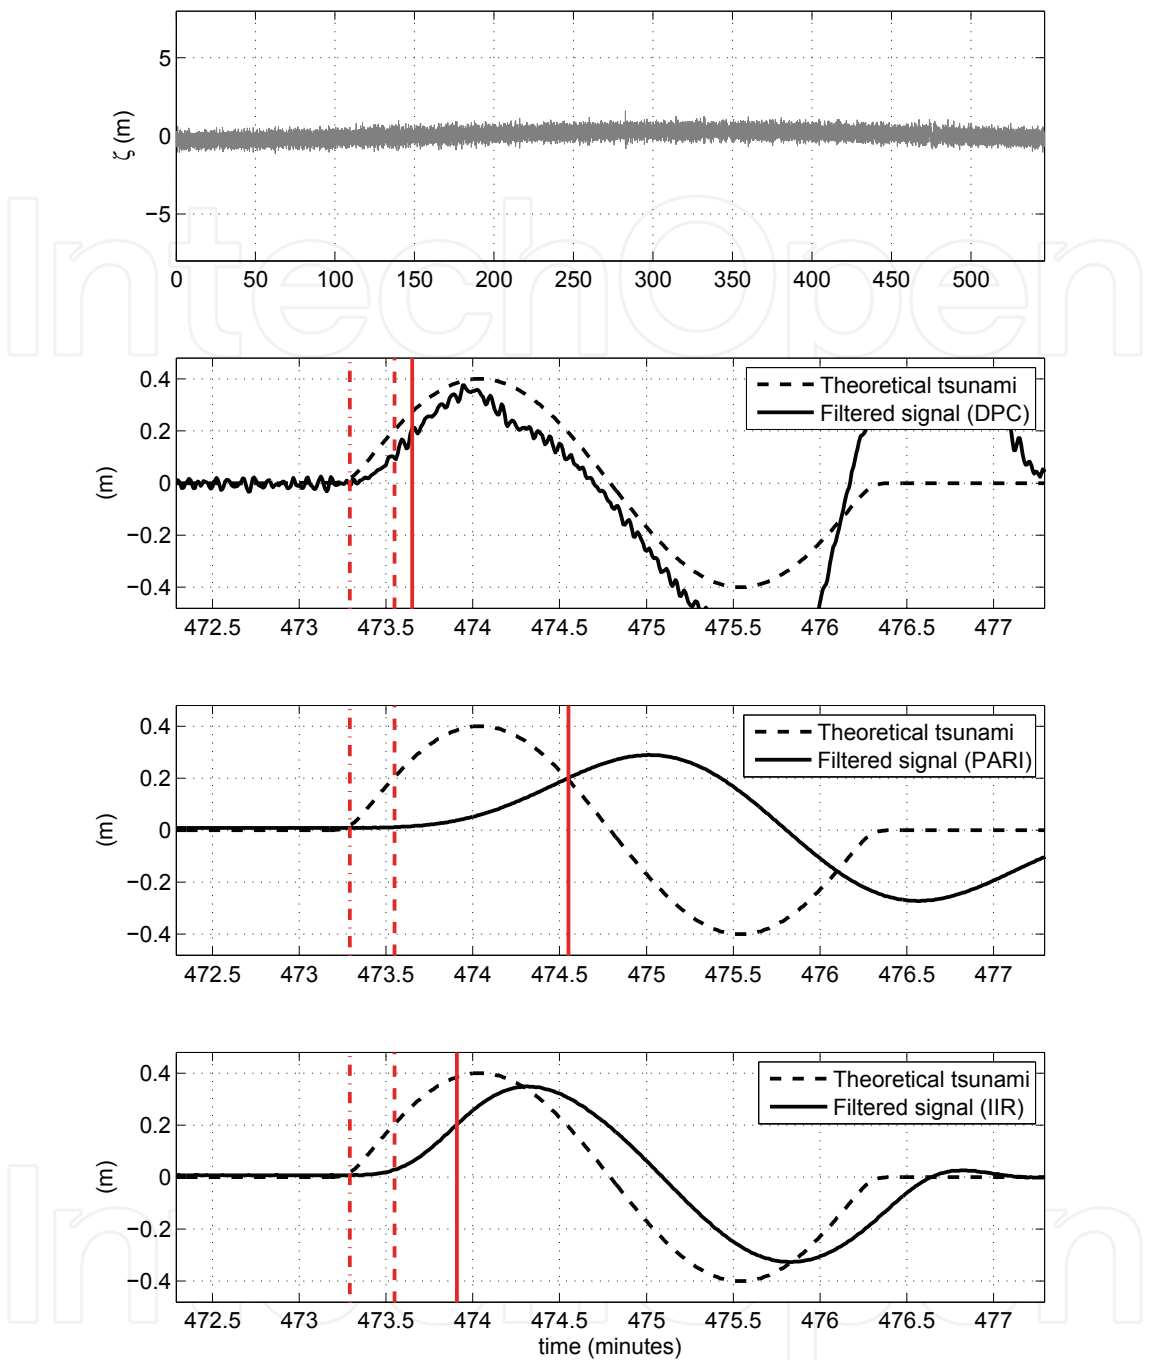 5
0
−5
ζ (m)
0 50 100 150 200 250 300 350 400 450 500
IntechOpen
0.4
0.2
0
−0.2
−0.4
(m)
Theoretical tsunami
Filtered signal (DPC)
472.5 473 473.5 474 474.5 475 475.5 476 476.5 477
0.4
0.2
0
−0.2
−0.4
(m)
Theoretical tsunami
Filtered signal (PARI)
472.5 473 473.5 474 474.5 475 475.5 476 476.5 477
0.4
0.2
0
−0.2
−0.4
(m)
Theoretical tsunami
Filtered signal (IIR)
472.5 473 473.5 474 474.5 475 475.5 476 476.5 477
time (minutes)
IntechOpen